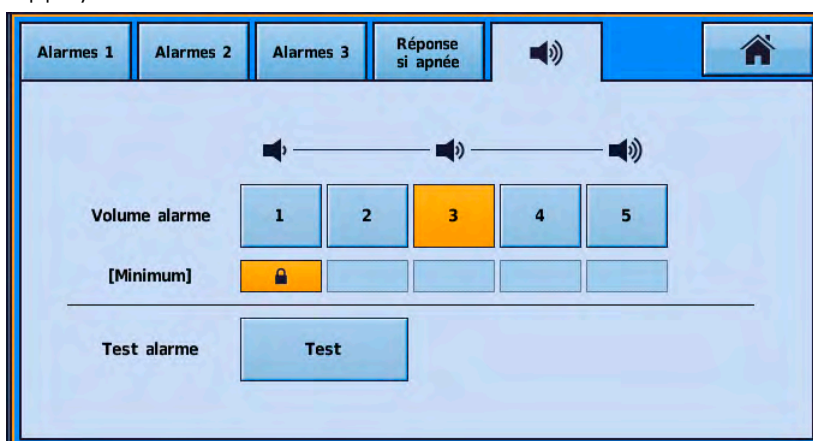 Alarmes 1
Alarmes 2
Alarmes 3
Réponse
si apnée
Volume alarme
1
2
3
4
5
[Minimum]
Test alarme
Test